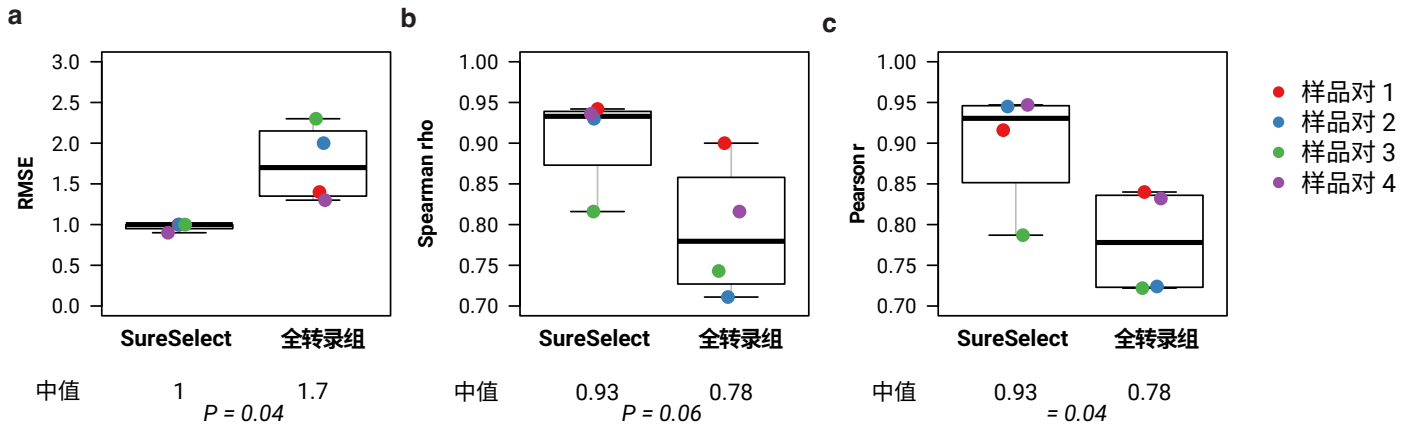 a
RMSE
3.0
2.5
2.0
1.5
1.0
0.5
0.0
SureSelect 全转录组
中值 1 1.7
P = 0.04
b
Spearman rho
1.00
0.95
0.90
0.85
0.80
0.75
0.70
SureSelect 全转录组
中值 0.93 0.78
P = 0.06
c
Pearson r
1.00
0.95
0.90
0.85
0.80
0.75
0.70
SureSelect 全转录组
中值 0.93 0.78
= 0.04
样品对 1
样品对 2
样品对 3
样品对 4